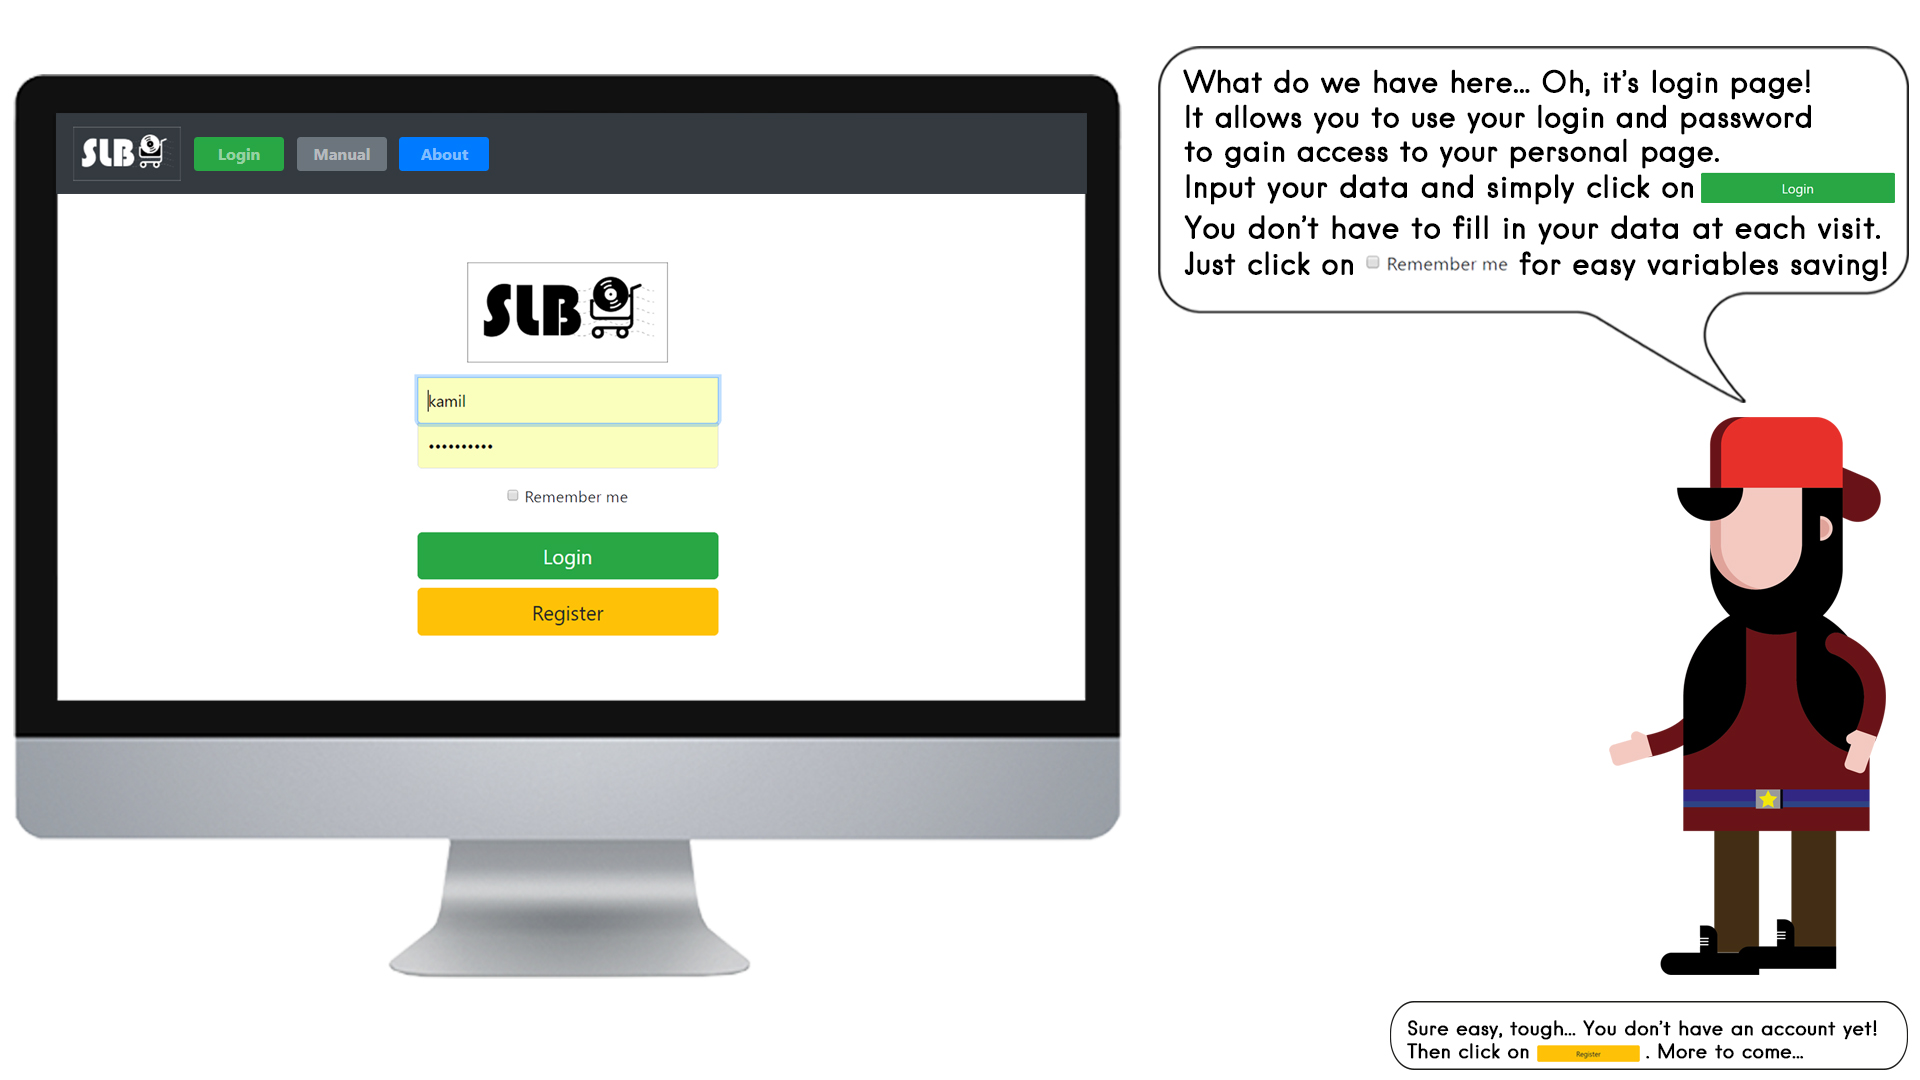 SLB
Login
Manual
About
SLB
kamil
••••••••••
Remember me
Login
Register
What do we have here... Oh, it's login page!
It allows you to use your login and password
to gain access to your personal page.
Input your data and simply click on Login
You don't have to fill in your data at each visit.
Just click on Remember me for easy variables saving!
Sure easy, tough... You don't have an account yet!
Then click on Register . More to come...